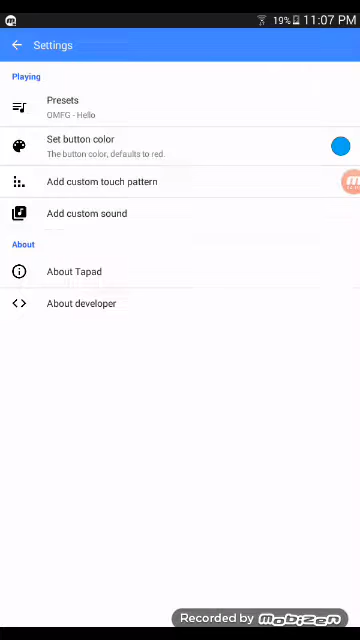 19% 11:07 PM
Settings
Playing
Presets
OMFG - Hello
Set button color
The button color, defaults to red.
Add custom touch pattern
Add custom sound
About
About Tapad
About developer
Recorded by mobizen